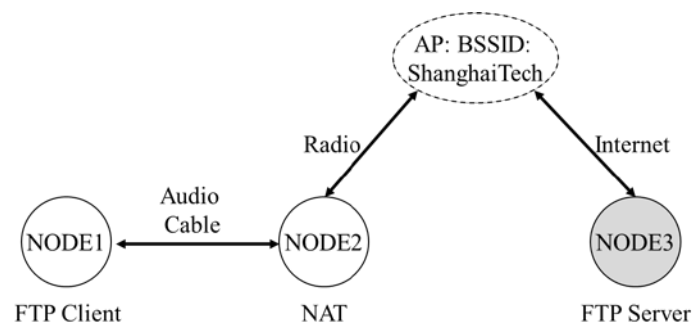 AP: BSSID:
ShanghaiTech
Radio
Internet
Audio
Cable
NODE1
NODE2
NODE3
FTP Client
NAT
FTP Server